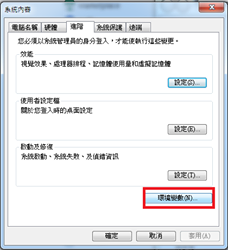 系統內容
電腦名稱 硬體 進階 系統保護 遠端
您必須以系統管理員的身分登入，才能使執行這些變更。
效能
視覺效果、處理器排程、記憶體使用量和虛擬記憶體
設定(S)...
使用者設定檔
關於您登入時的桌面設定
設定(E)...
啟動及修復
系統啟動、系統失敗、及偵錯資訊
設定(T)...
環境變數(N)...
確定 取消 套用(A)